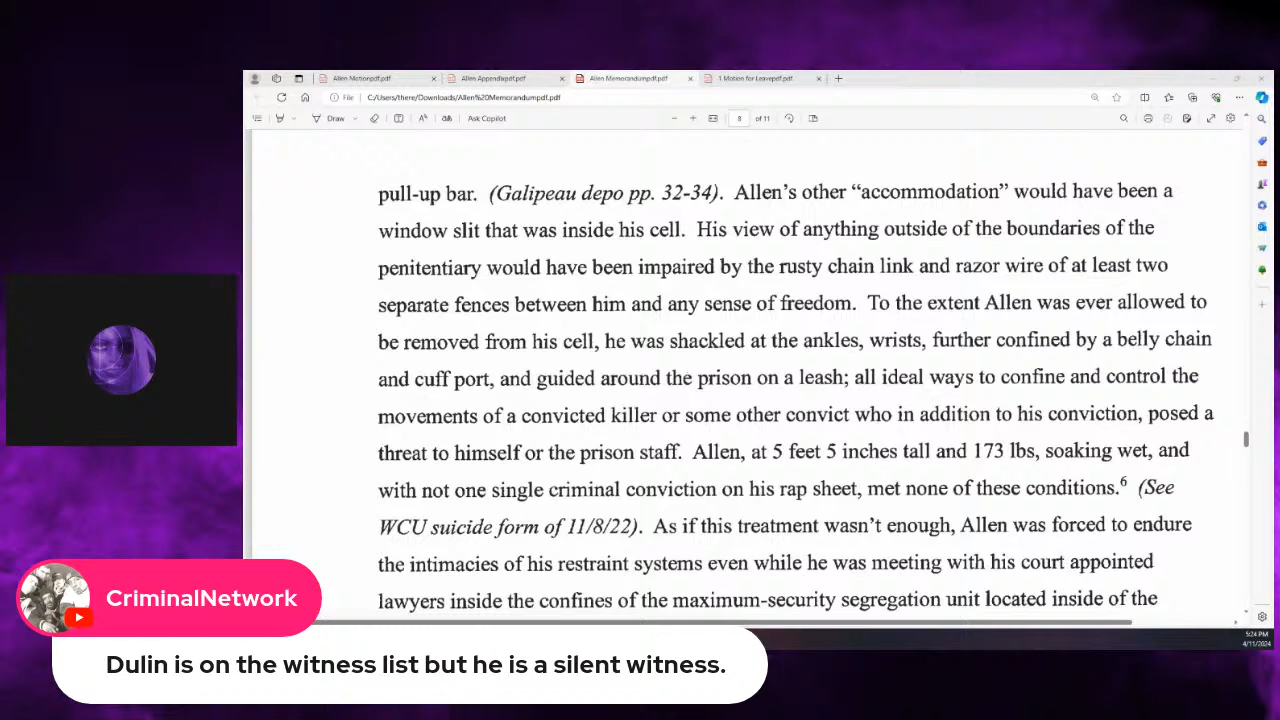 Allen Motionpdf.pdf
Allen Appendixpdf.pdf
Allen Memorandumpdf.pdf
1 Motion for Leavepdf.pdf
File
C:/Users/there/Downloads/Allen%20Memorandumpdf.pdf
Draw
Ask Copilot
8 of 11
pull-up bar. (Galipeau depo pp. 32-34). Allen’s other “accommodation” would have been a
window slit that was inside his cell. His view of anything outside of the boundaries of the
penitentiary would have been impaired by the rusty chain link and razor wire of at least two
separate fences between him and any sense of freedom. To the extent Allen was ever allowed to
be removed from his cell, he was shackled at the ankles, wrists, further confined by a belly chain
and cuff port, and guided around the prison on a leash; all ideal ways to confine and control the
movements of a convicted killer or some other convict who in addition to his conviction, posed a
threat to himself or the prison staff. Allen, at 5 feet 5 inches tall and 173 lbs, soaking wet, and
with not one single criminal conviction on his rap sheet, met none of these conditions.6 (See
WCU suicide form of 11/8/22). As if this treatment wasn’t enough, Allen was forced to endure
the intimacies of his restraint systems even while he was meeting with his court appointed
lawyers inside the confines of the maximum-security segregation unit located inside of the
5:24 PM
4/11/2024
CriminalNetwork
Dulin is on the witness list but he is a silent witness.